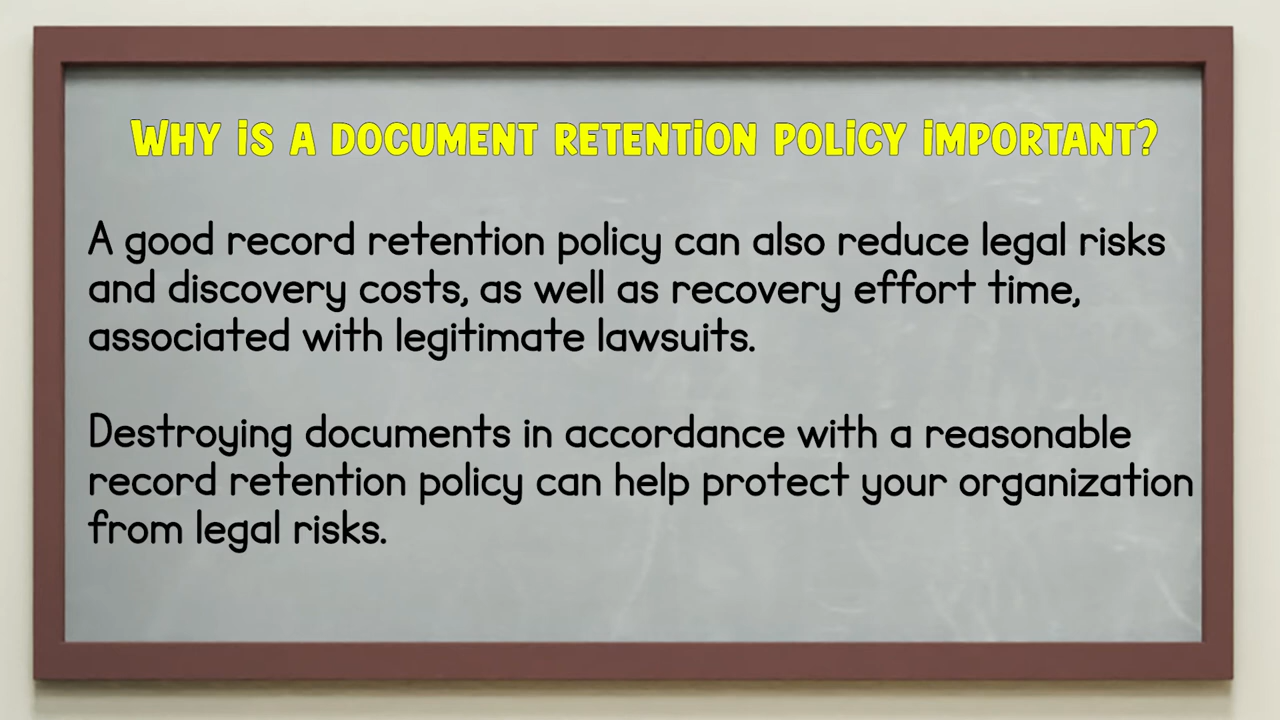 Why is a document retention policy important?
A good record retention policy can also reduce legal risks
and discovery costs, as well as recovery effort time,
associated with legitimate lawsuits.
Destroying documents in accordance with a reasonable
record retention policy can help protect your organization
from legal risks.